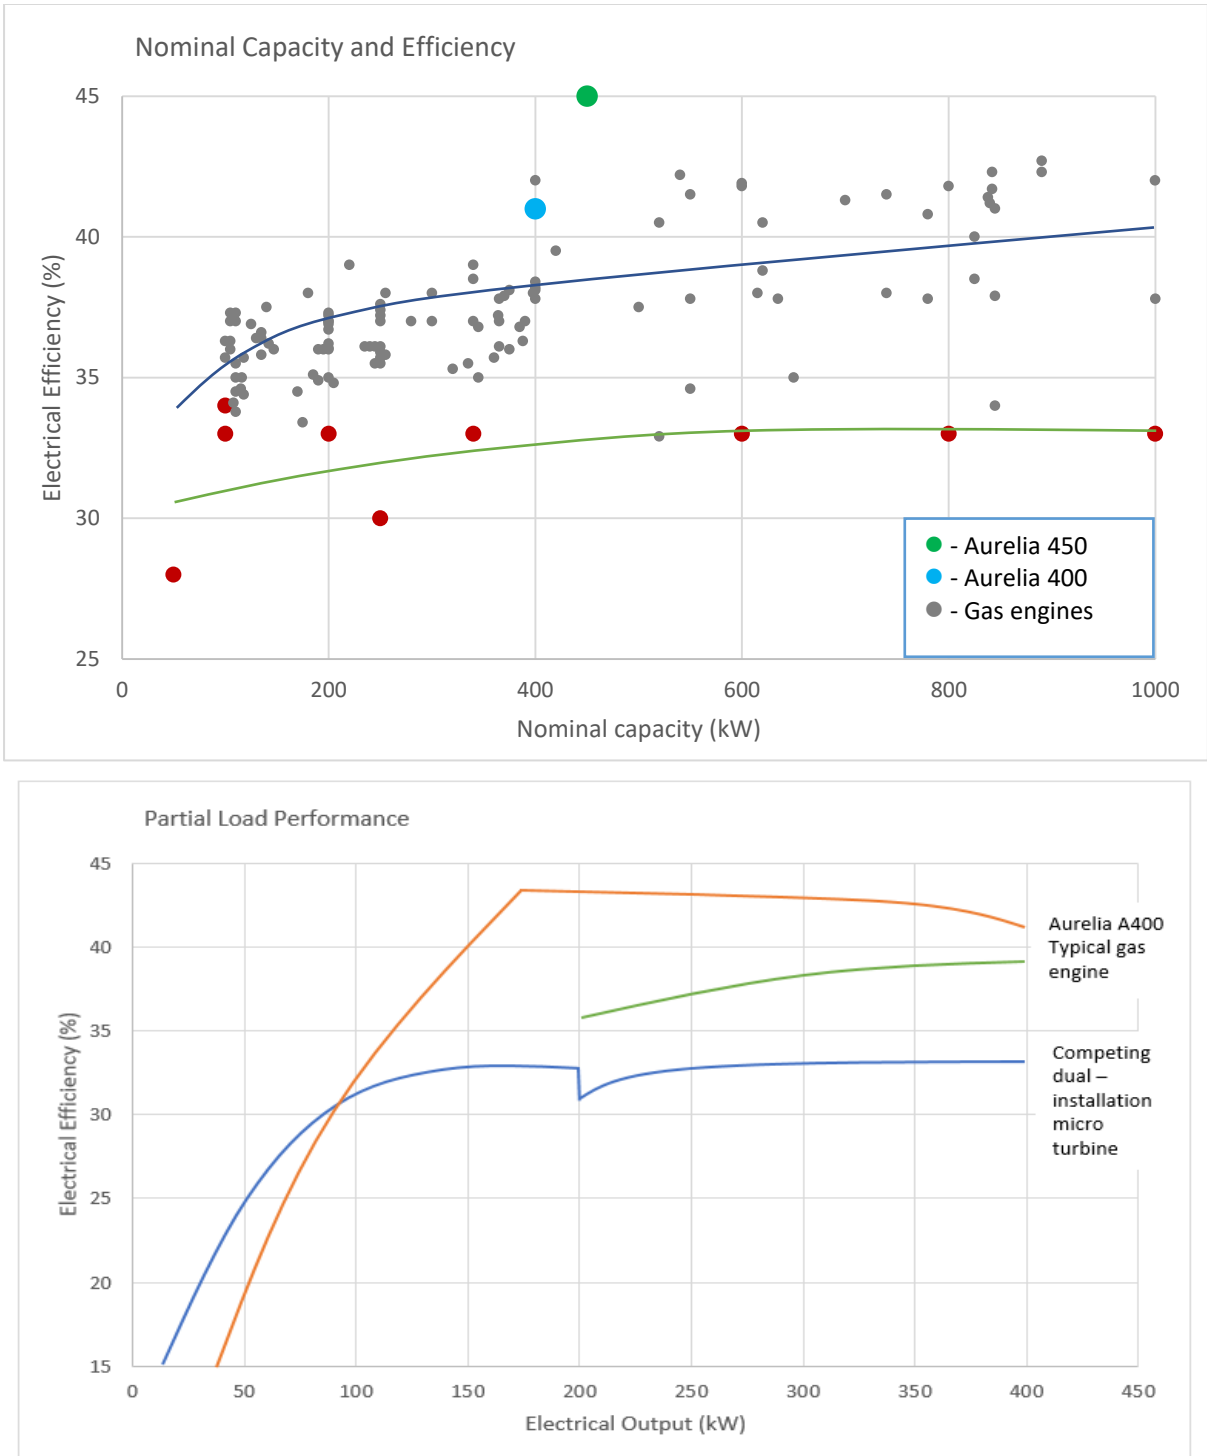 Nominal Capacity and Efficiency
45
40
35
30
25
Electrical Efficiency (%)
- Aurelia 450
- Aurelia 400
- Gas engines
0 200 400 600 800 1000
Nominal capacity (kW)
Partial Load Performance
45
40
35
30
25
20
15
Electrical Efficiency (%)
Aurelia A400
Typical gas
engine
Competing
dual –
installation
micro
turbine
0 50 100 150 200 250 300 350 400 450
Electrical Output (kW)